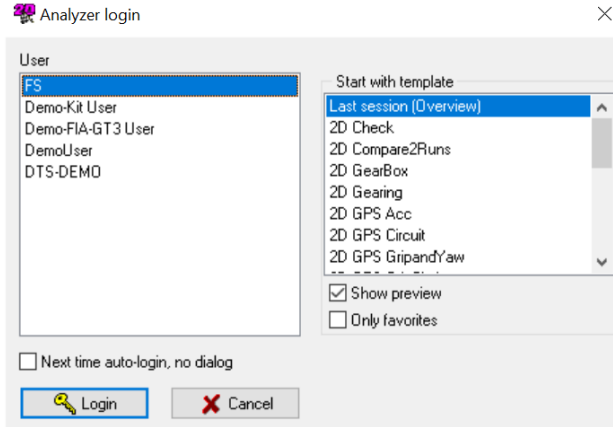 2D Analyzer login
User
FS
Demo-Kit User
Demo-FIA-GT3 User
DemoUser
DTS-DEMO
Start with template
Last session (Overview)
2D Check
2D Compare2Runs
2D GearBox
2D Gearing
2D GPS Acc
2D GPS Circuit
2D GPS GripandYaw
Show preview
Only favorites
Next time auto-login, no dialog
Login
Cancel